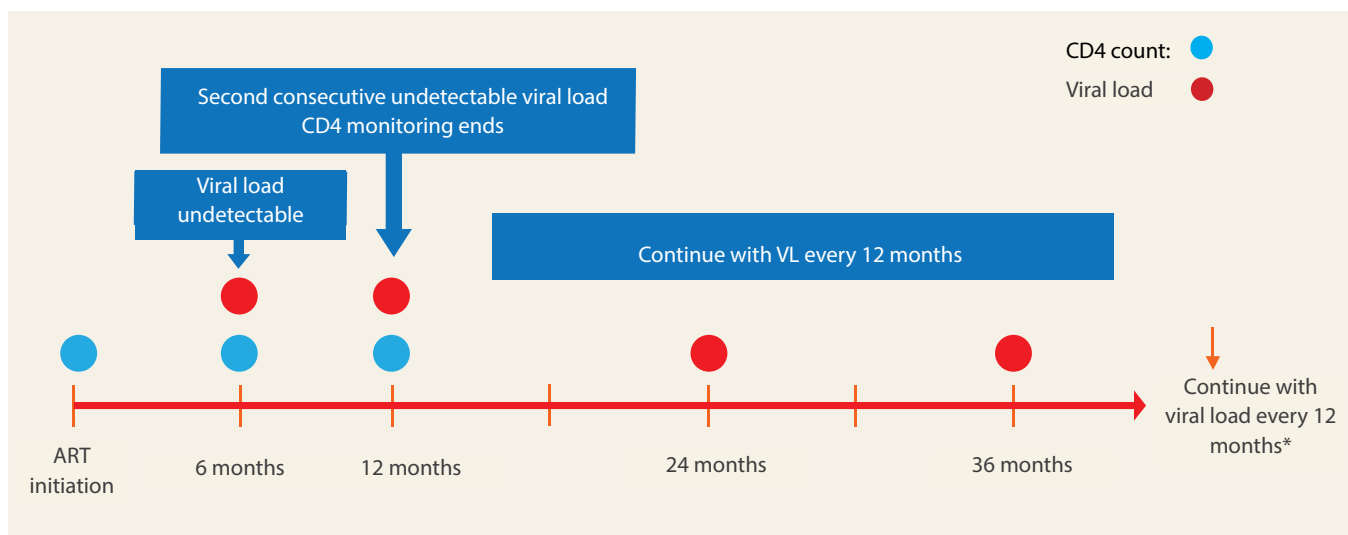 CD4 count:
Viral load
Second consecutive undetectable viral load
CD4 monitoring ends
Viral load
undetectable
Continue with VL every 12 months
ART
initiation
6 months
12 months
24 months
36 months
Continue with
viral load every 12
months*